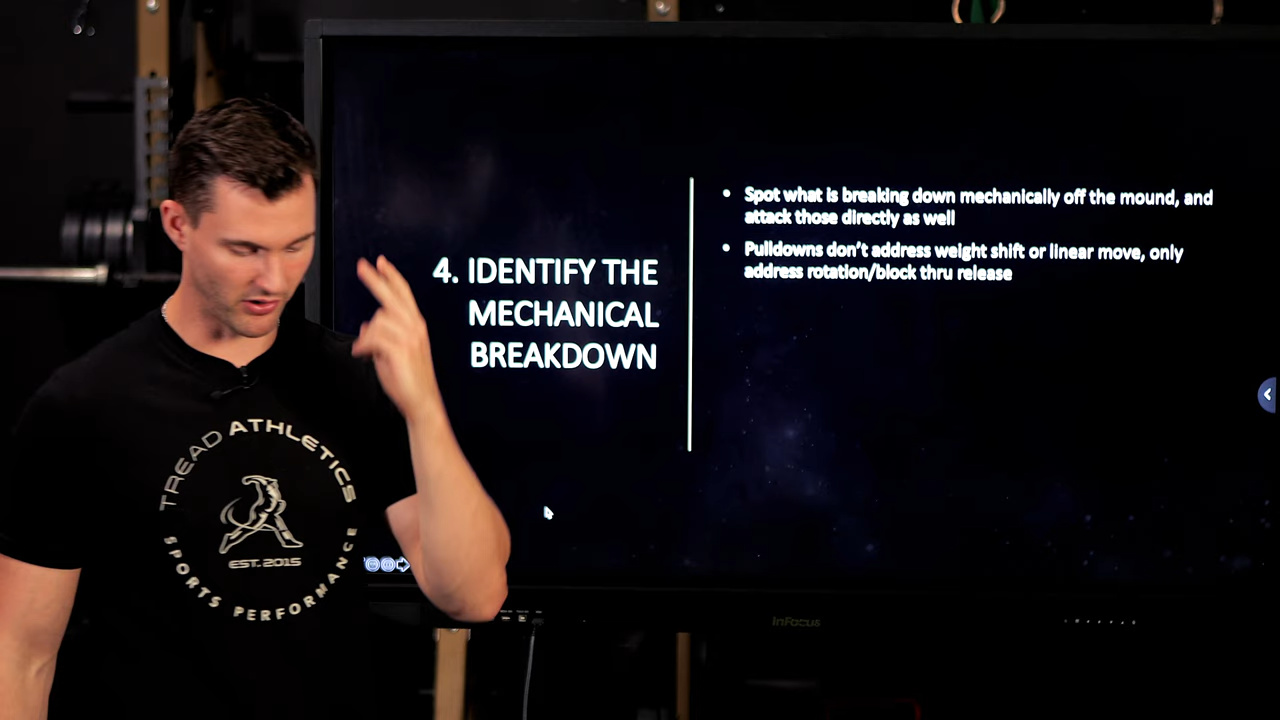 4. IDENTIFY THE
MECHANICAL
BREAKDOWN
• Spot what is breaking down mechanically off the mound, and
attack those directly as well
• Pulldowns don't address weight shift or linear move, only
address rotation/block thru release
TREAD ATHLETICS
EST. 2015
SPORTS PERFORMANCE
InFocus